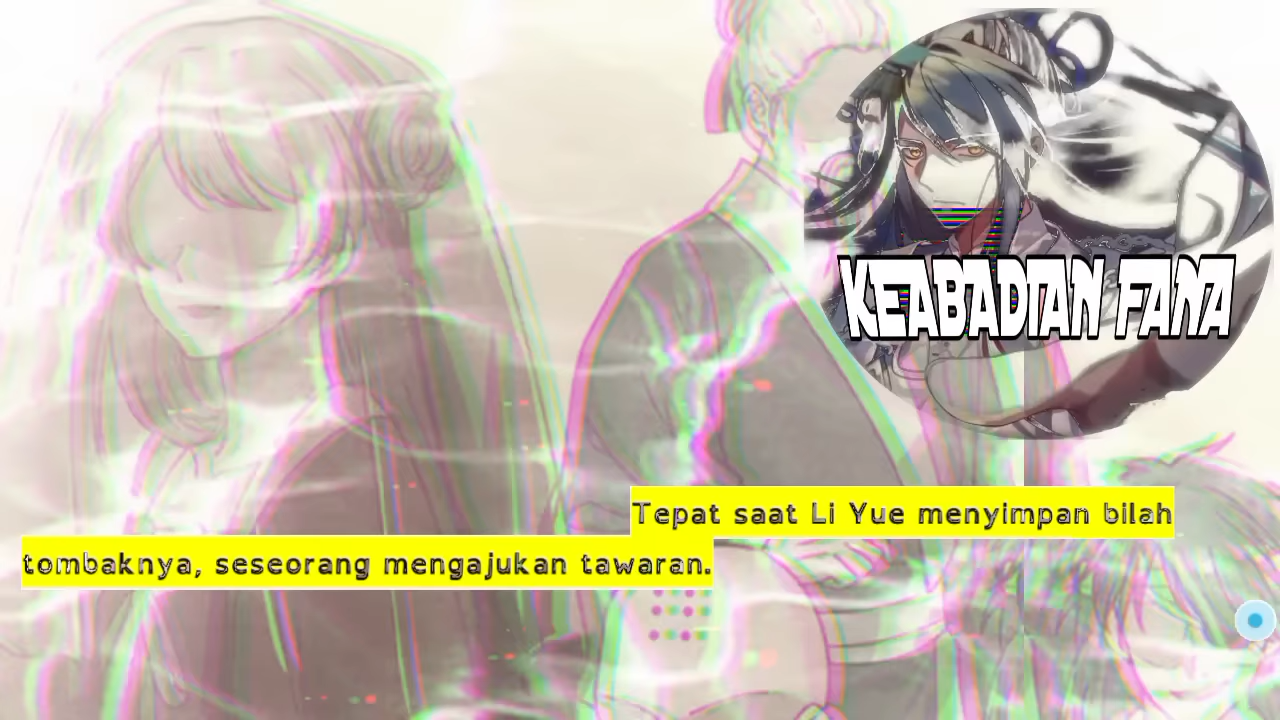 KEABADIAN FANA
Tepat saat Li Yue menyimpan bilah
tombaknya, seseorang mengajukan tawaran.